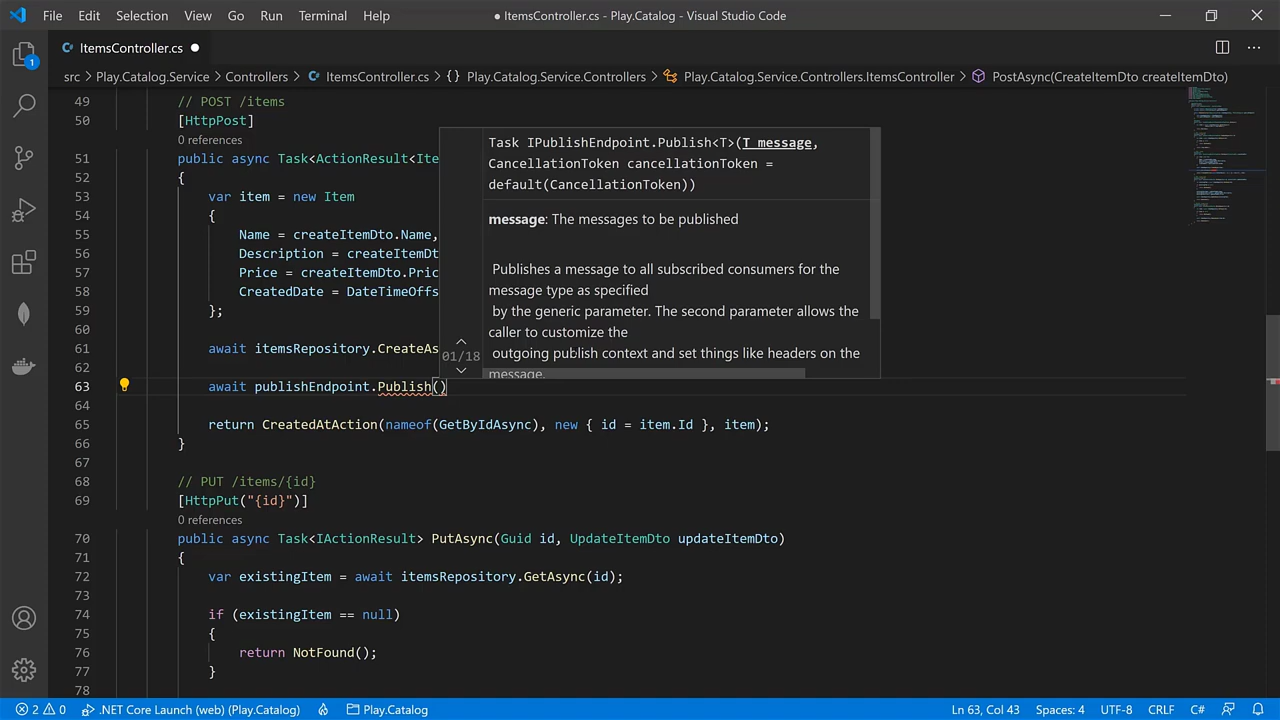 File Edit Selection View Go Run Terminal Help
● ItemsController.cs - Play.Catalog - Visual Studio Code
ItemsController.cs
src > Play.Catalog.Service > Controllers > ItemsController.cs > {} Play.Catalog.Service.Controllers > Play.Catalog.Service.Controllers.ItemsController > PostAsync(CreateItemDto createItemDto)
1
49 // POST /items
50 [HttpPost]
0 references
51 public async Task<ActionResult<Ite
52 {
53 var item = new Item
54 {
55 Name = createItemDto.Name,
56 Description = createItemDt
57 Price = createItemDto.Pric
58 CreatedDate = DateTimeOffs
59 };
60
61 await itemsRepository.CreateAs
62
63 await publishEndpoint.Publish()
64
65 return CreatedAtAction(nameof(GetByIdAsync), new { id = item.Id }, item);
66 }
67
68 // PUT /items/{id}
69 [HttpPut("{id}")]
0 references
70 public async Task<IActionResult> PutAsync(Guid id, UpdateItemDto updateItemDto)
71 {
72 var existingItem = await itemsRepository.GetAsync(id);
73
74 if (existingItem == null)
75 {
76 return NotFound();
77 }
78
Task IPublishEndpoint.Publish<T>(T message,
CancellationToken cancellationToken =
default(CancellationToken))
message: The messages to be published
Publishes a message to all subscribed consumers for the
message type as specified
by the generic parameter. The second parameter allows the
caller to customize the
outgoing publish context and set things like headers on the
message.
01/18
2 0 .NET Core Launch (web) (Play.Catalog) Play.Catalog Ln 63, Col 43 Spaces: 4 UTF-8 CRLF C#